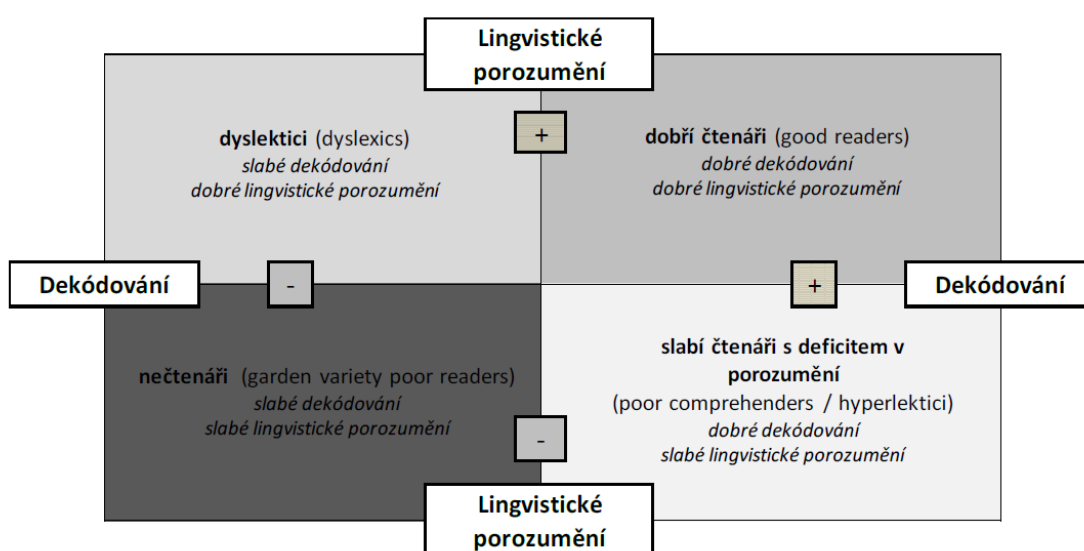 Lingvistické
porozumění
dyslektici (dyslexics)
slabé dekódování
dobré lingvistické porozumění
+
dobří čtenáři (good readers)
dobré dekódování
dobré lingvistické porozumění
Dekódování
-
+
Dekódování
nečtenáři (garden variety poor readers)
slabé dekódování
slabé lingvistické porozumění
-
slabí čtenáři s deficitem v
porozumění
(poor comprehenders / hyperlektici)
dobré dekódování
slabé lingvistické porozumění
Lingvistické
porozumění